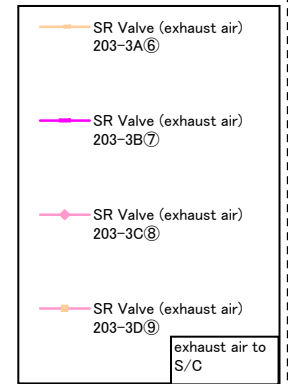 SR Valve (exhaust air)
203-3A⑥
SR Valve (exhaust air)
203-3B⑦
SR Valve (exhaust air)
203-3C⑧
SR Valve (exhaust air)
203-3D⑨
exhaust air to
S/C